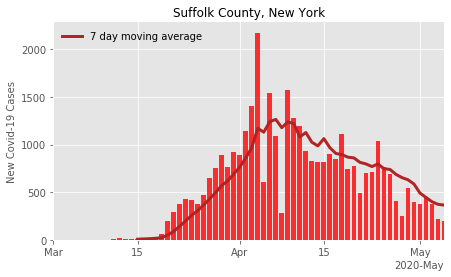 Suffolk County, New York
7 day moving average
New Covid-19 Cases
2000
1500
1000
500
0
Mar
15
Apr
15
May
2020-May